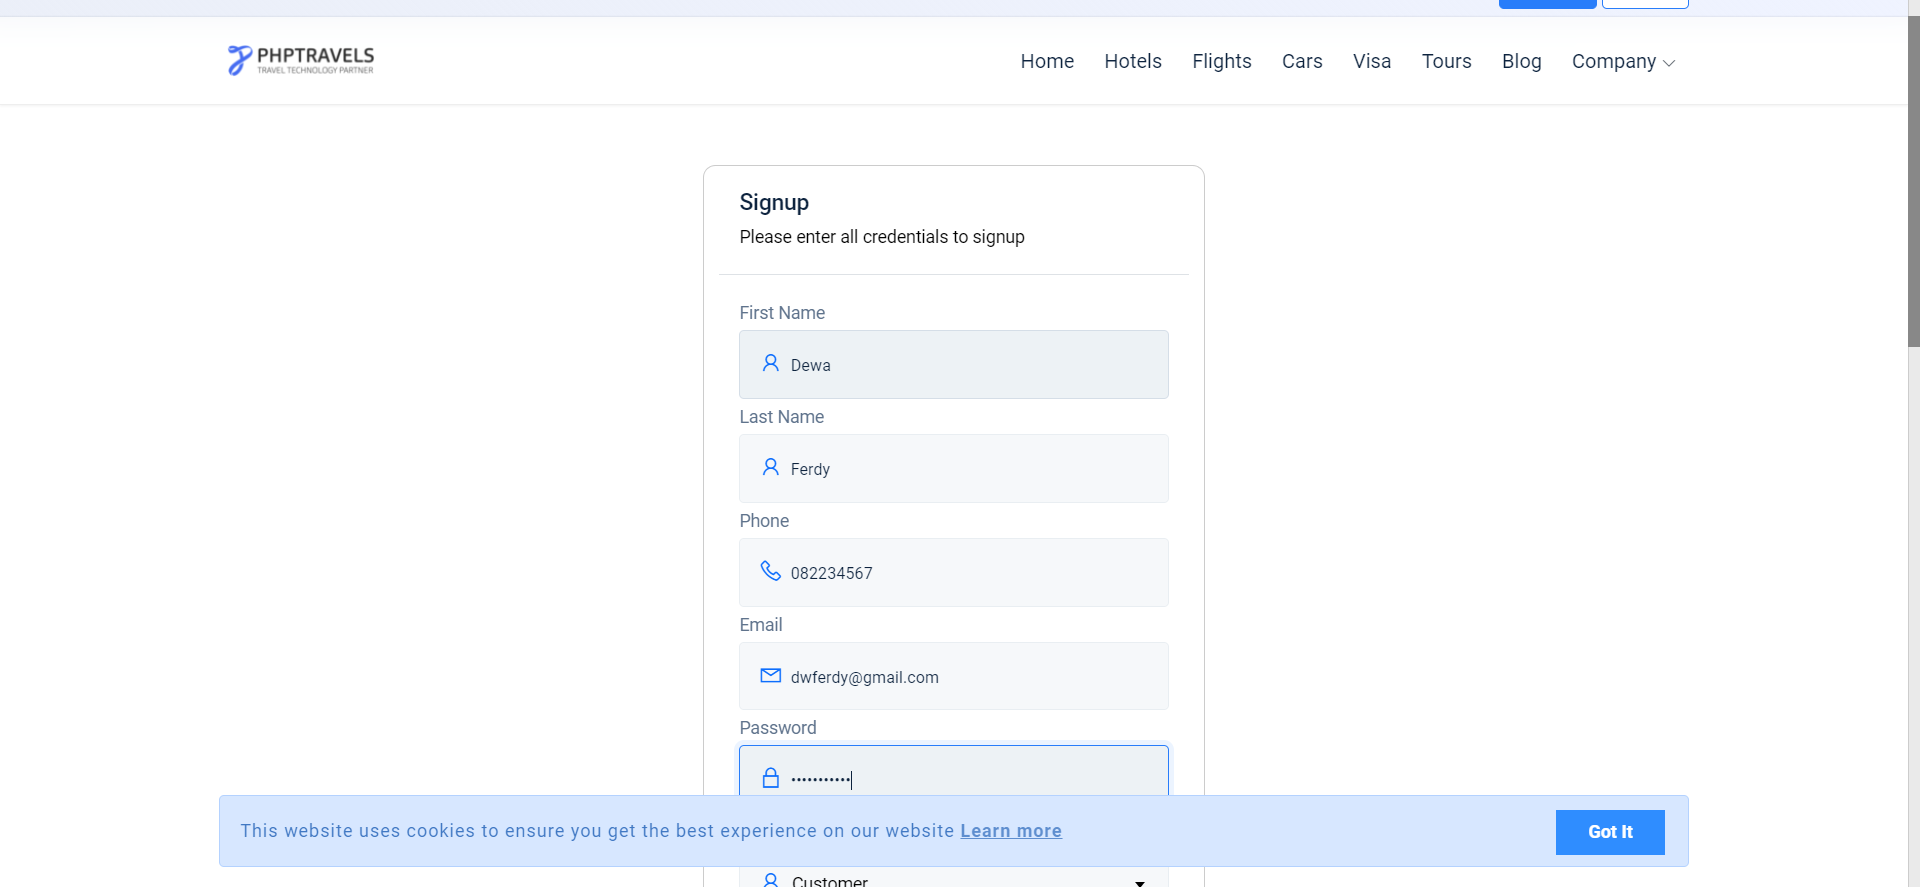 PHPTRAVELS
TRAVEL TECHNOLOGY PARTNER
Home Hotels Flights Cars Visa Tours Blog Company
Signup
Please enter all credentials to signup
First Name
Dewa
Last Name
Ferdy
Phone
082234567
Email
dwferdy@gmail.com
Password
•••••••••••
This website uses cookies to ensure you get the best experience on our website Learn more
Got It
Customer